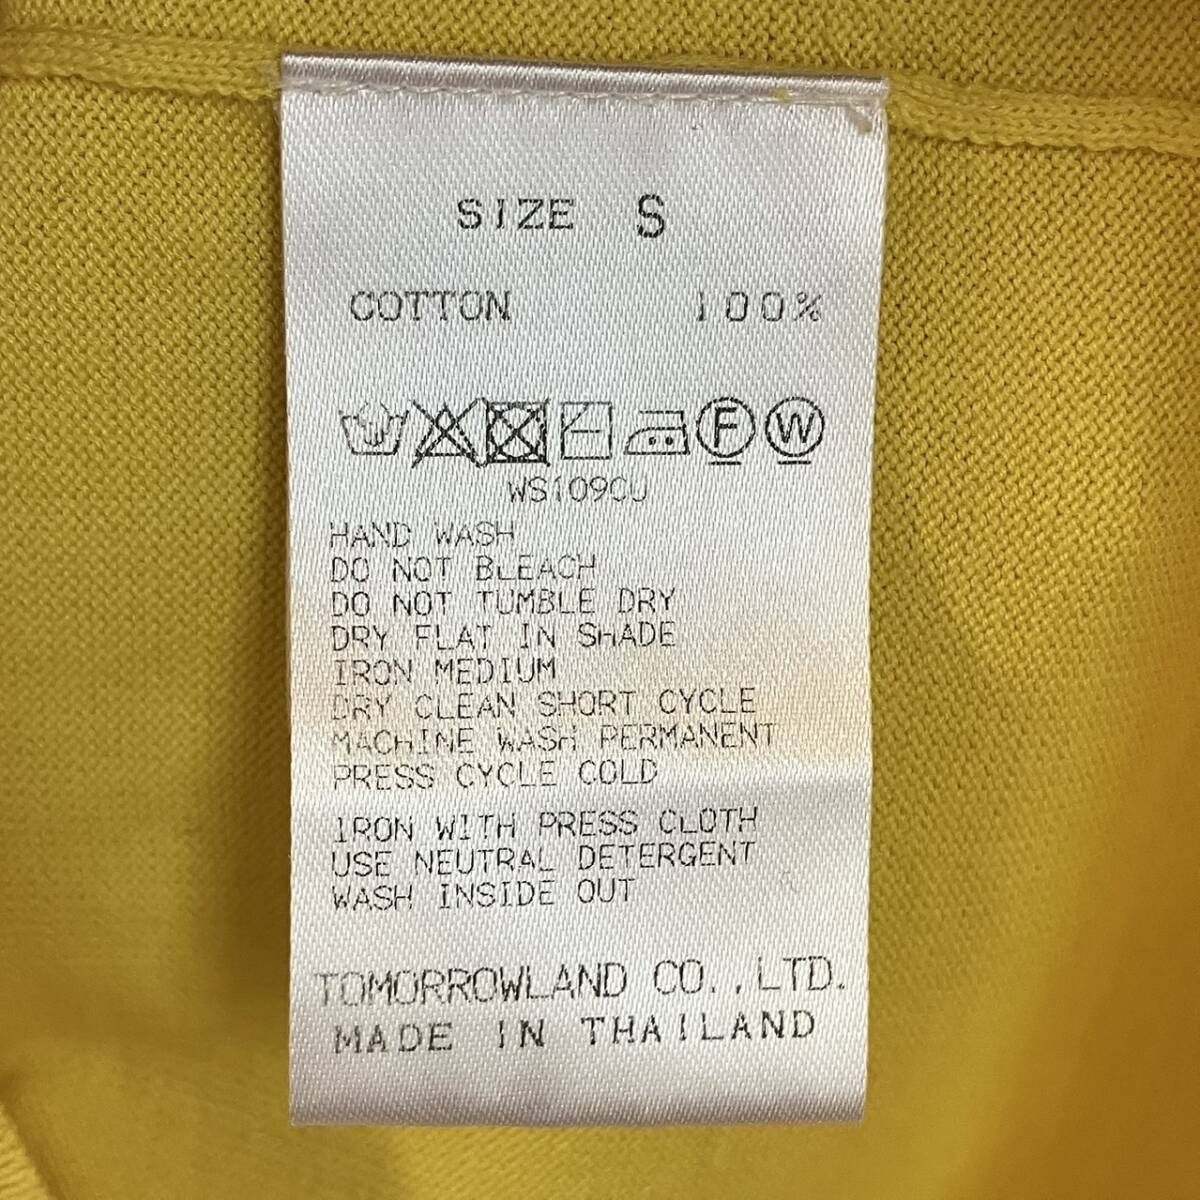 SIZE S
COTTON 100%
F W
WS109CU
HAND WASH
DO NOT BLEACH
DO NOT TUMBLE DRY
DRY FLAT IN SHADE
IRON MEDIUM
DRY CLEAN SHORT CYCLE
MACHINE WASH PERMANENT
PRESS CYCLE COLD
IRON WITH PRESS CLOTH
USE NEUTRAL DETERGENT
WASH INSIDE OUT
TOMORROWLAND CO.,LTD.
MADE IN THAILAND